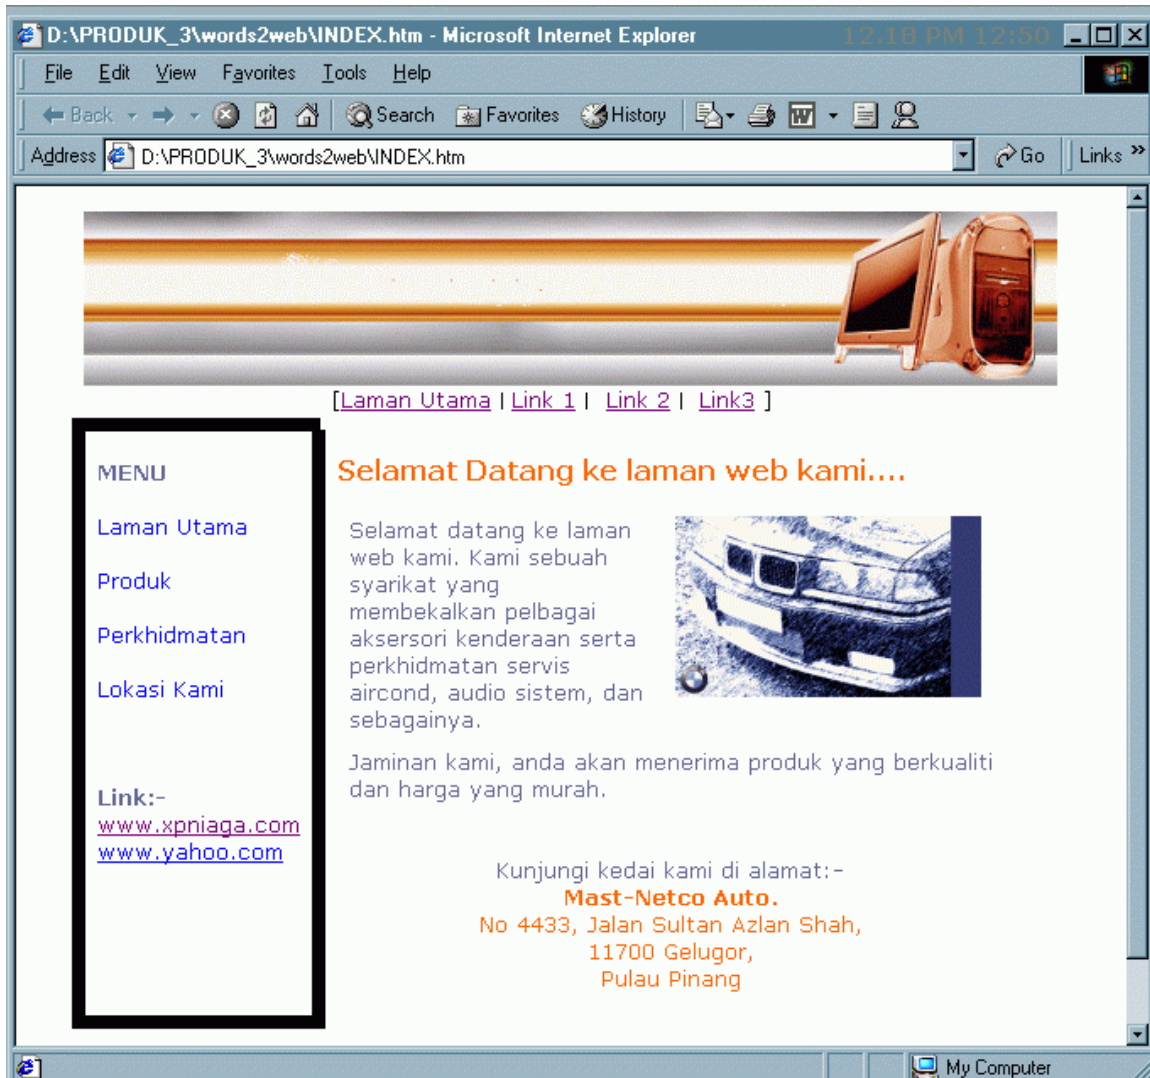 D:\PRODUK_3\words2web\INDEX.htm - Microsoft Internet Explorer 12.18 PM 12:50
File Edit View Favorites Tools Help
Back Search Favorites History
Address D:\PRODUK_3\words2web\INDEX.htm Go Links »
[Laman Utama | Link 1 | Link 2 | Link3 ]
MENU
Laman Utama
Produk
Perkhidmatan
Lokasi Kami
Link:-
www.xpniaga.com
www.yahoo.com
Selamat Datang ke laman web kami....
Selamat datang ke laman
web kami. Kami sebuah
syarikat yang
membekalkan pelbagai
aksersori kenderaan serta
perkhidmatan servis
aircond, audio sistem, dan
sebagainya.
Jaminan kami, anda akan menerima produk yang berkualiti
dan harga yang murah.
Kunjungi kedai kami di alamat:-
Mast-Netco Auto.
No 4433, Jalan Sultan Azlan Shah,
11700 Gelugor,
Pulau Pinang
My Computer